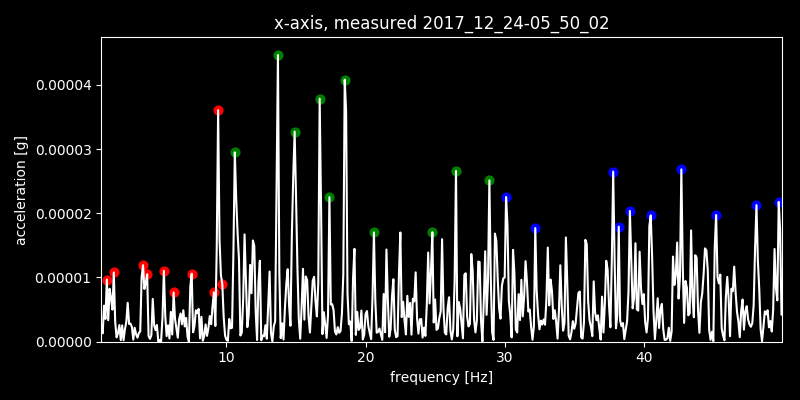 x-axis, measured 2017_12_24-05_50_02
0.00004
0.00003
0.00002
0.00001
0.00000
acceleration [g]
10 20 30 40
frequency [Hz]